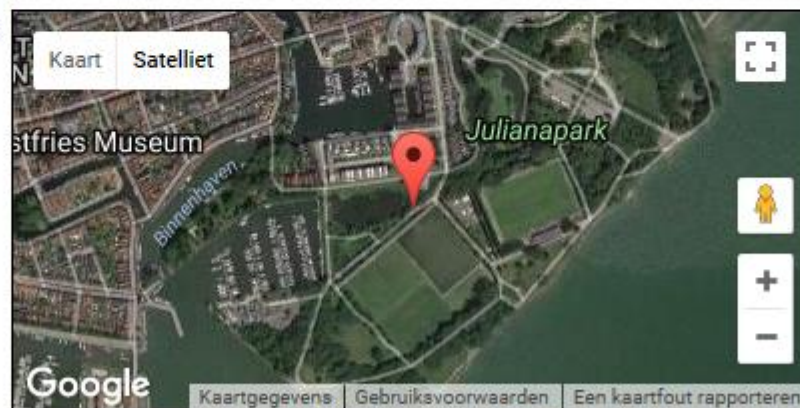 Kaart
Satelliet
stfries Museum
Julianapark
Binnenhaven
Google
Kaartgegevens
Gebruiksvoorwaarden
Een kaartfout rapporteren